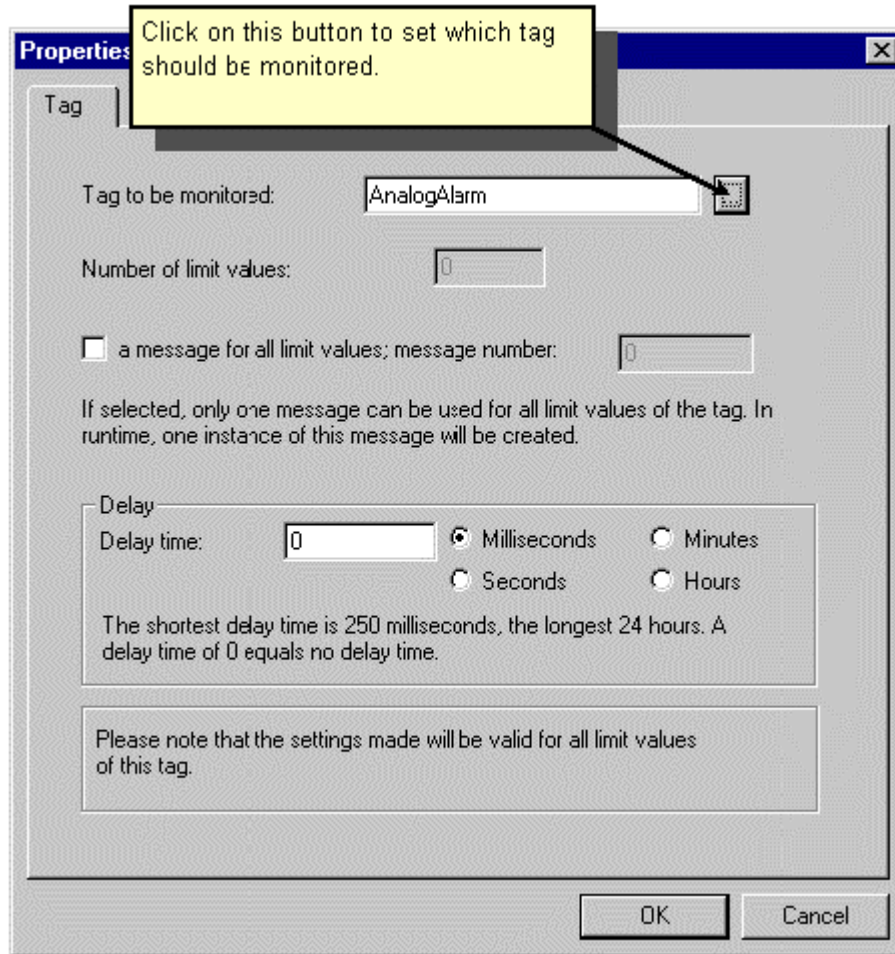 Click on this button to set which tag
should be monitored.
Properties
Tag
Tag to be monitored:
AnalogAlarm
Number of limit values:
0
a message for all limit values; message number:
0
If selected, only one message can be used for all limit values of the tag. In
runtime, one instance of this message will be created.
Delay
Delay time:
0
Milliseconds
Minutes
Seconds
Hours
The shortest delay time is 250 milliseconds, the longest 24 hours. A
delay time of 0 equals no delay time.
Please note that the settings made will be valid for all limit values
of this tag.
OK
Cancel